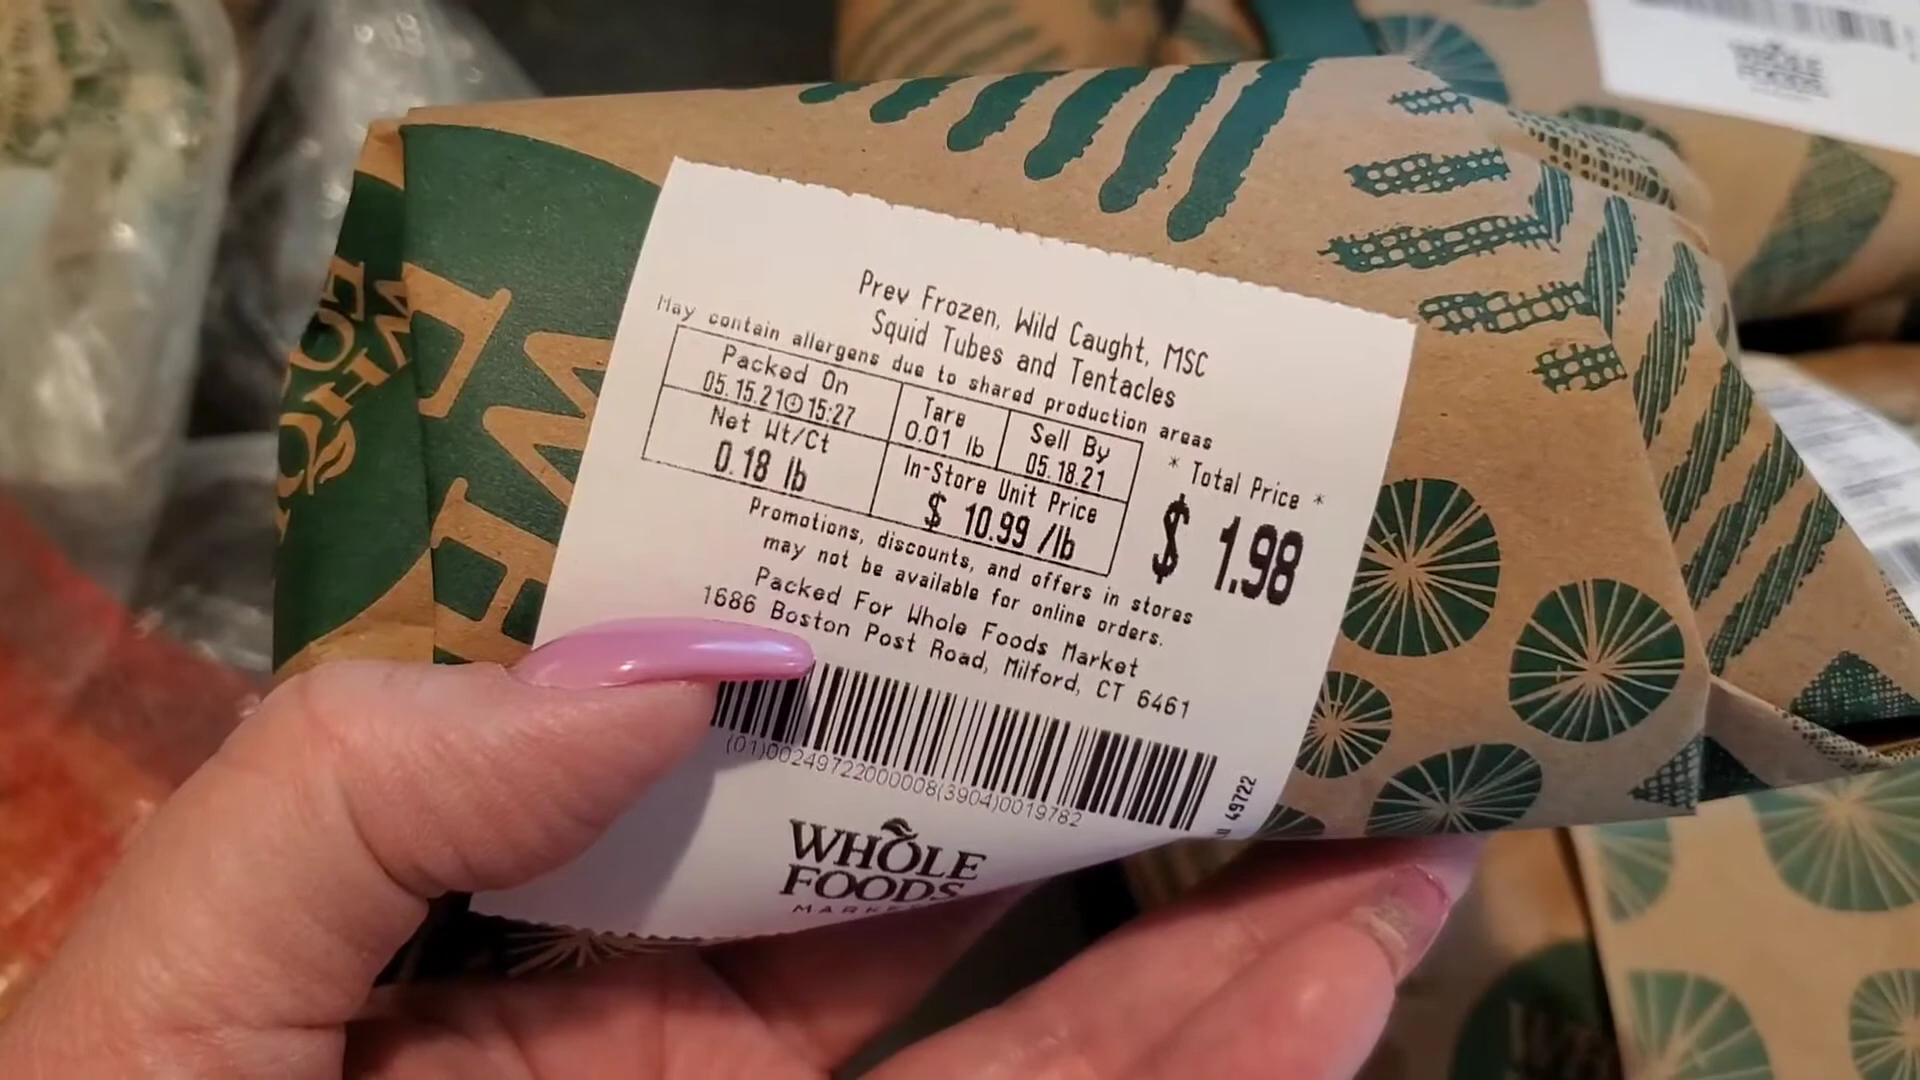 Prev Frozen, Wild Caught, MSC
Squid Tubes and Tentacles
May contain allergens due to shared production areas
Packed On
05.15.21 15:27
Tare
0.01 lb
Sell By
05.18.21
Net Wt/Ct
0.18 lb
In-Store Unit Price
$ 10.99 /lb
* Total Price *
$ 1.98
Promotions, discounts, and offers in stores
may not be available for online orders.
Packed For Whole Foods Market
1686 Boston Post Road, Milford, CT 6461
(01)00249722000008(3904)0019782
49722
WHOLE
FOODS
MARKET
WHOLE
FOODS